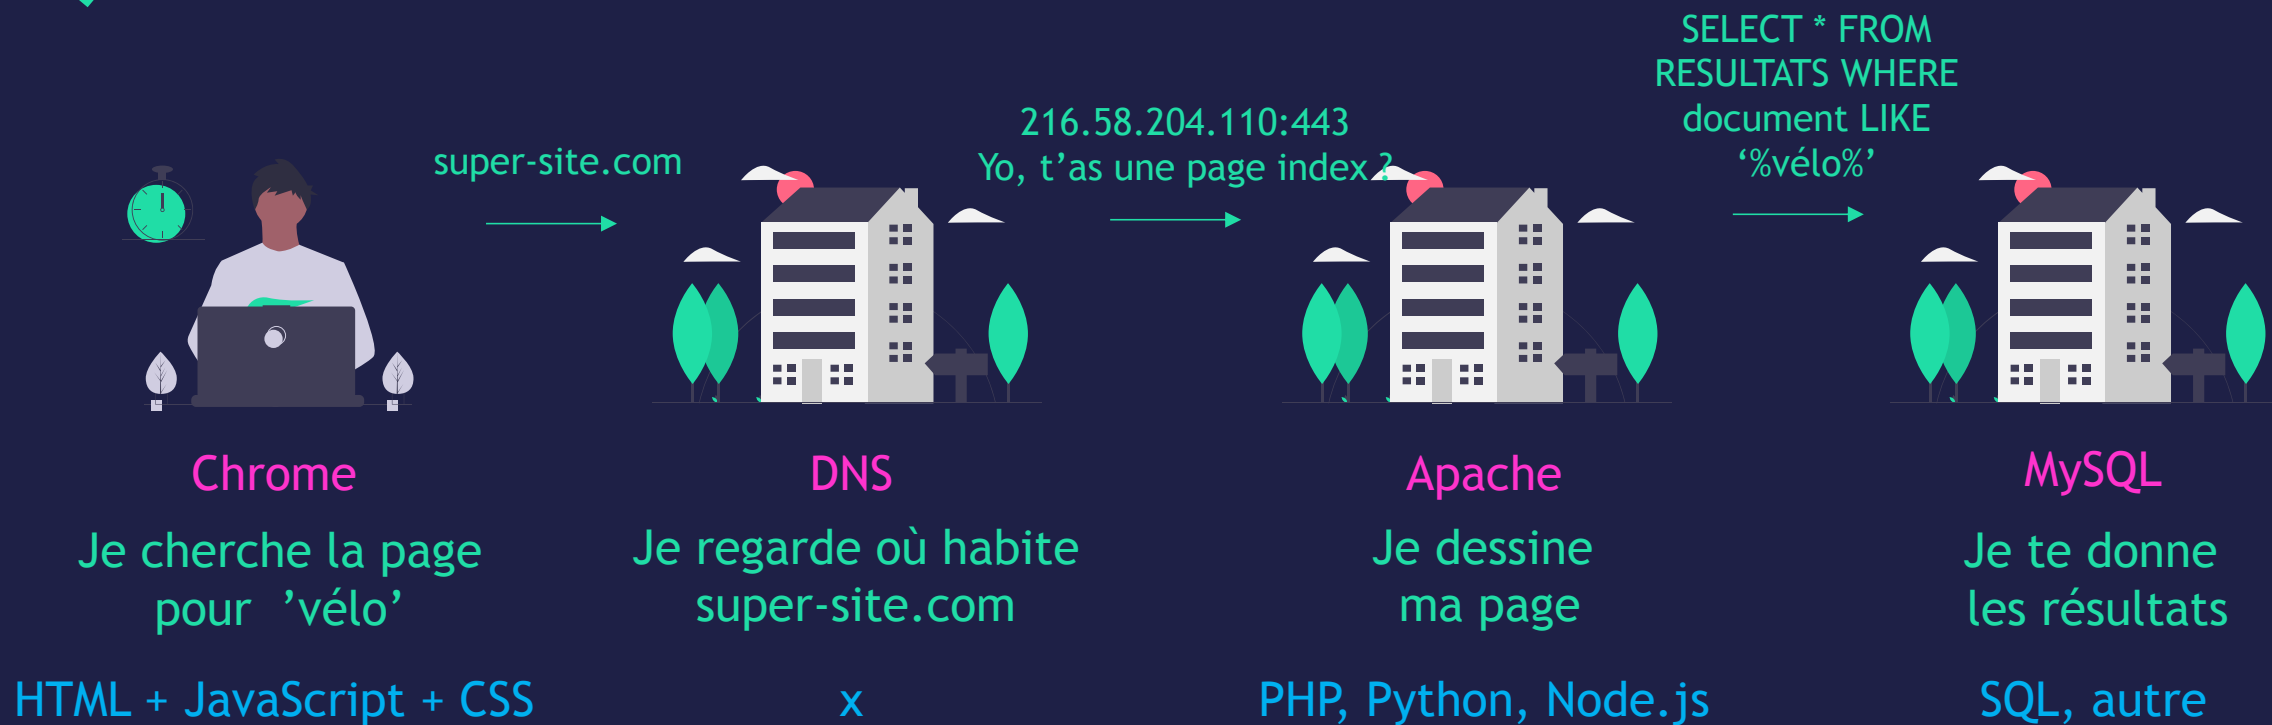 super-site.com
216.58.204.110:443
Yo, t’as une page index ?
SELECT * FROM
RESULTATS WHERE
document LIKE
‘%vélo%’
Chrome
Je cherche la page
pour ’vélo’
HTML + JavaScript + CSS
DNS
Je regarde où habite
super-site.com
x
Apache
Je dessine
ma page
PHP, Python, Node.js
MySQL
Je te donne
les résultats
SQL, autre